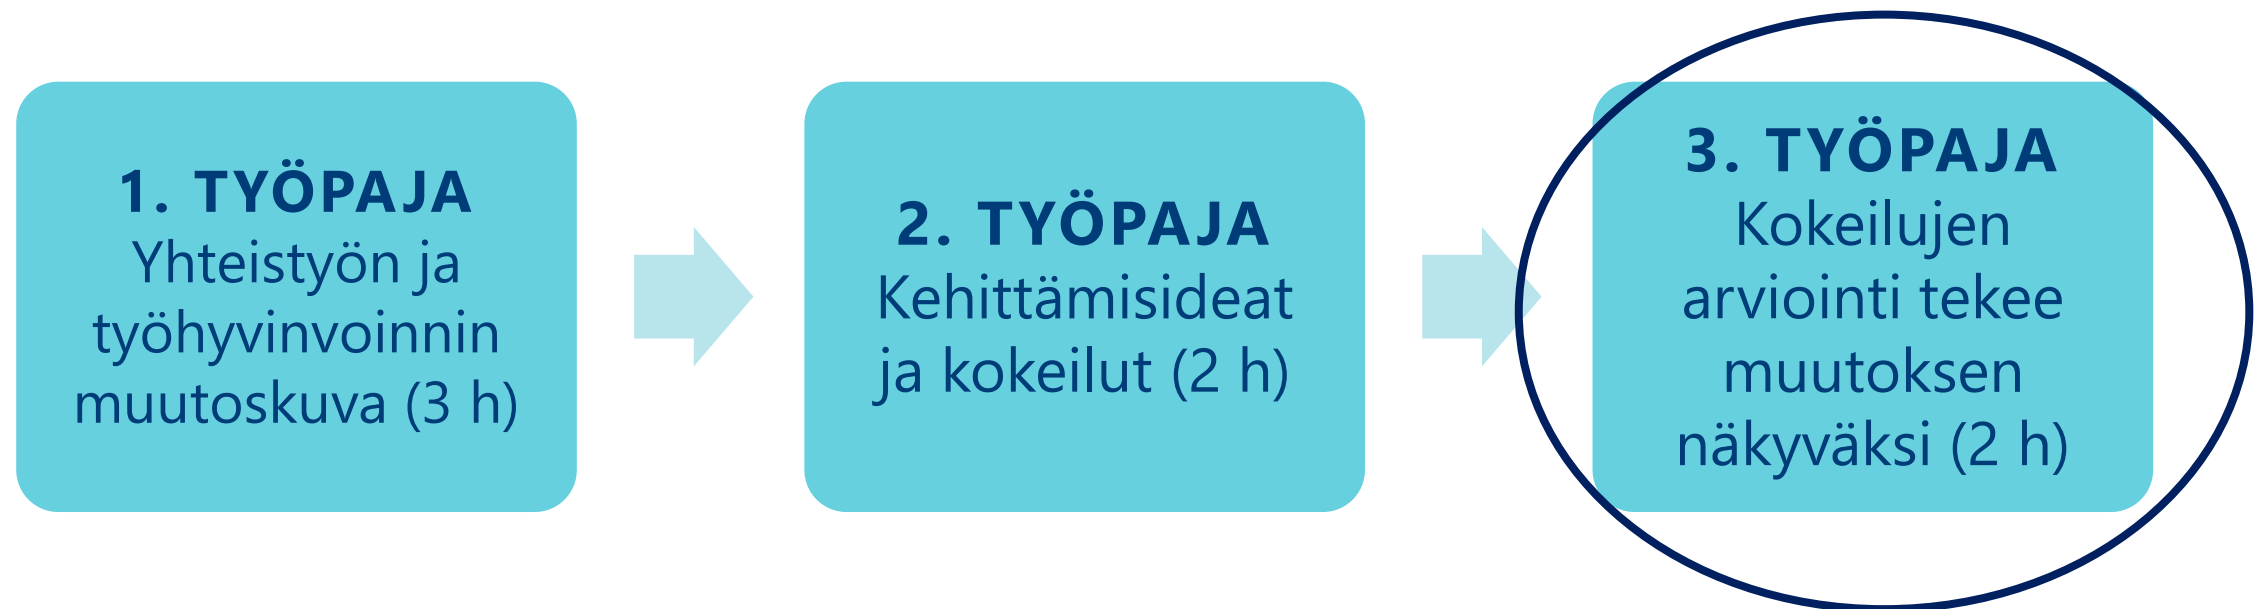 1. TYÖPAJA
Yhteistyön ja
työhyvinvoinnin
muutoskuva (3 h)
2. TYÖPAJA
Kehittämisideat
ja kokeilut (2 h)
3. TYÖPAJA
Kokeilujen
arviointi tekee
muutoksen
näkyväksi (2 h)